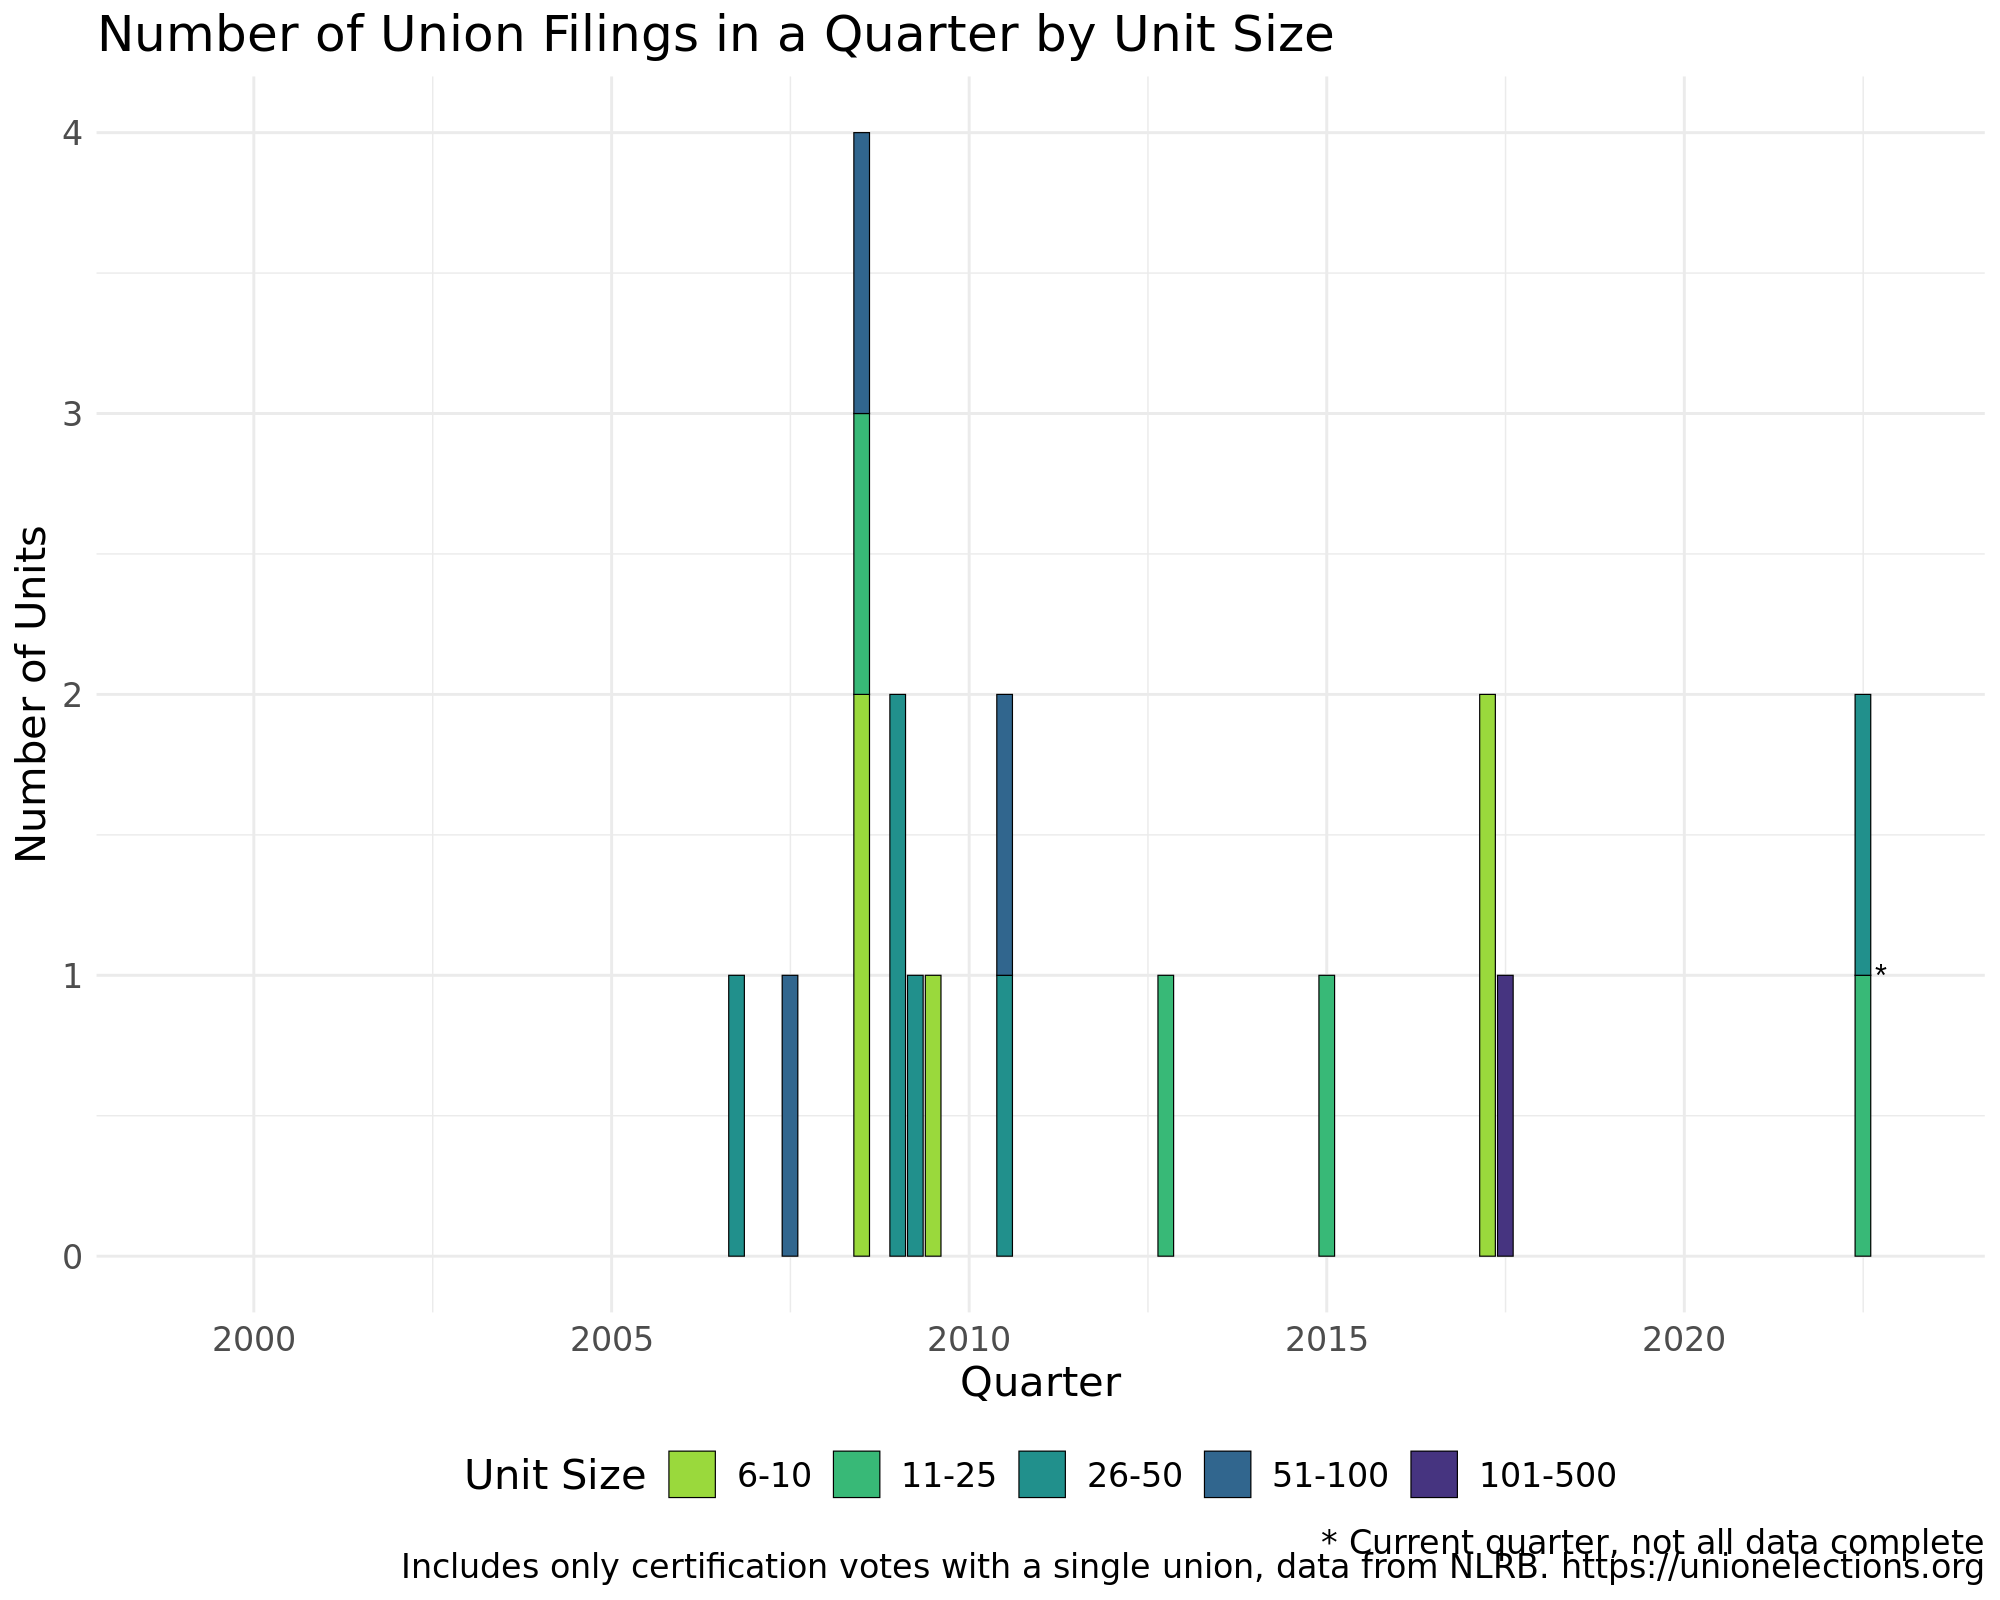 Number of Union Filings in a Quarter by Unit Size
Number of Units
4
3
2
1
0
*
2000 2005 2010 2015 2020
Quarter
Unit Size 6-10 11-25 26-50 51-100 101-500
* Current quarter, not all data complete
Includes only certification votes with a single union, data from NLRB. https://unionelections.org